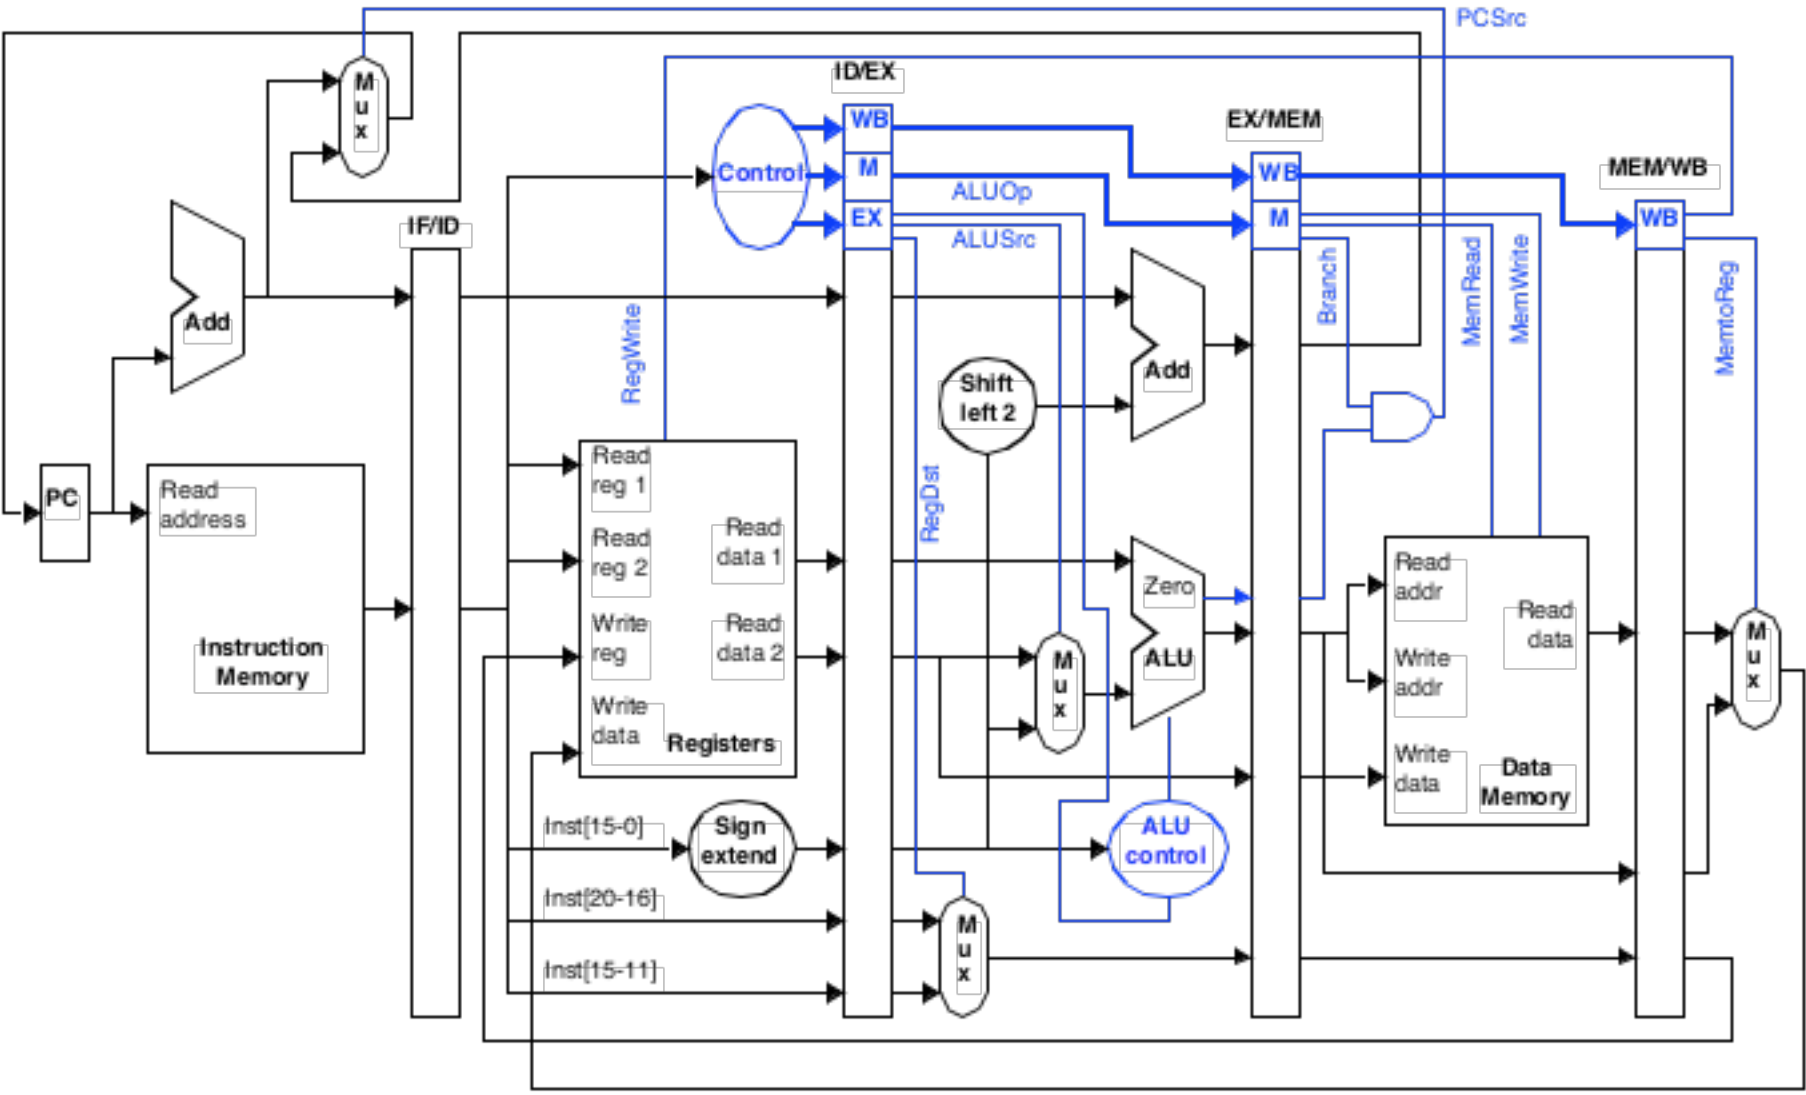 PCSrc
ID/EX
M
u
x
WB
EX/MEM
Control
M
WB
MEM/WB
ALUOp
IF/ID
EX
M
WB
ALUSrc
Branch
MemRead
MemWrite
MemtoReg
Add
RegWrite
Add
Shift
left 2
PC
Read
address
Read
reg 1
RegDst
Read
reg 2
Read
data 1
Zero
Read
addr
Write
reg
Read
data 2
M
u
x
ALU
Read
data
M
u
x
Instruction
Memory
Write
addr
Write
data
Registers
Write
data
Data
Memory
Inst[15-0]
Sign
extend
ALU
control
Inst[20-16]
M
u
x
Inst[15-11]